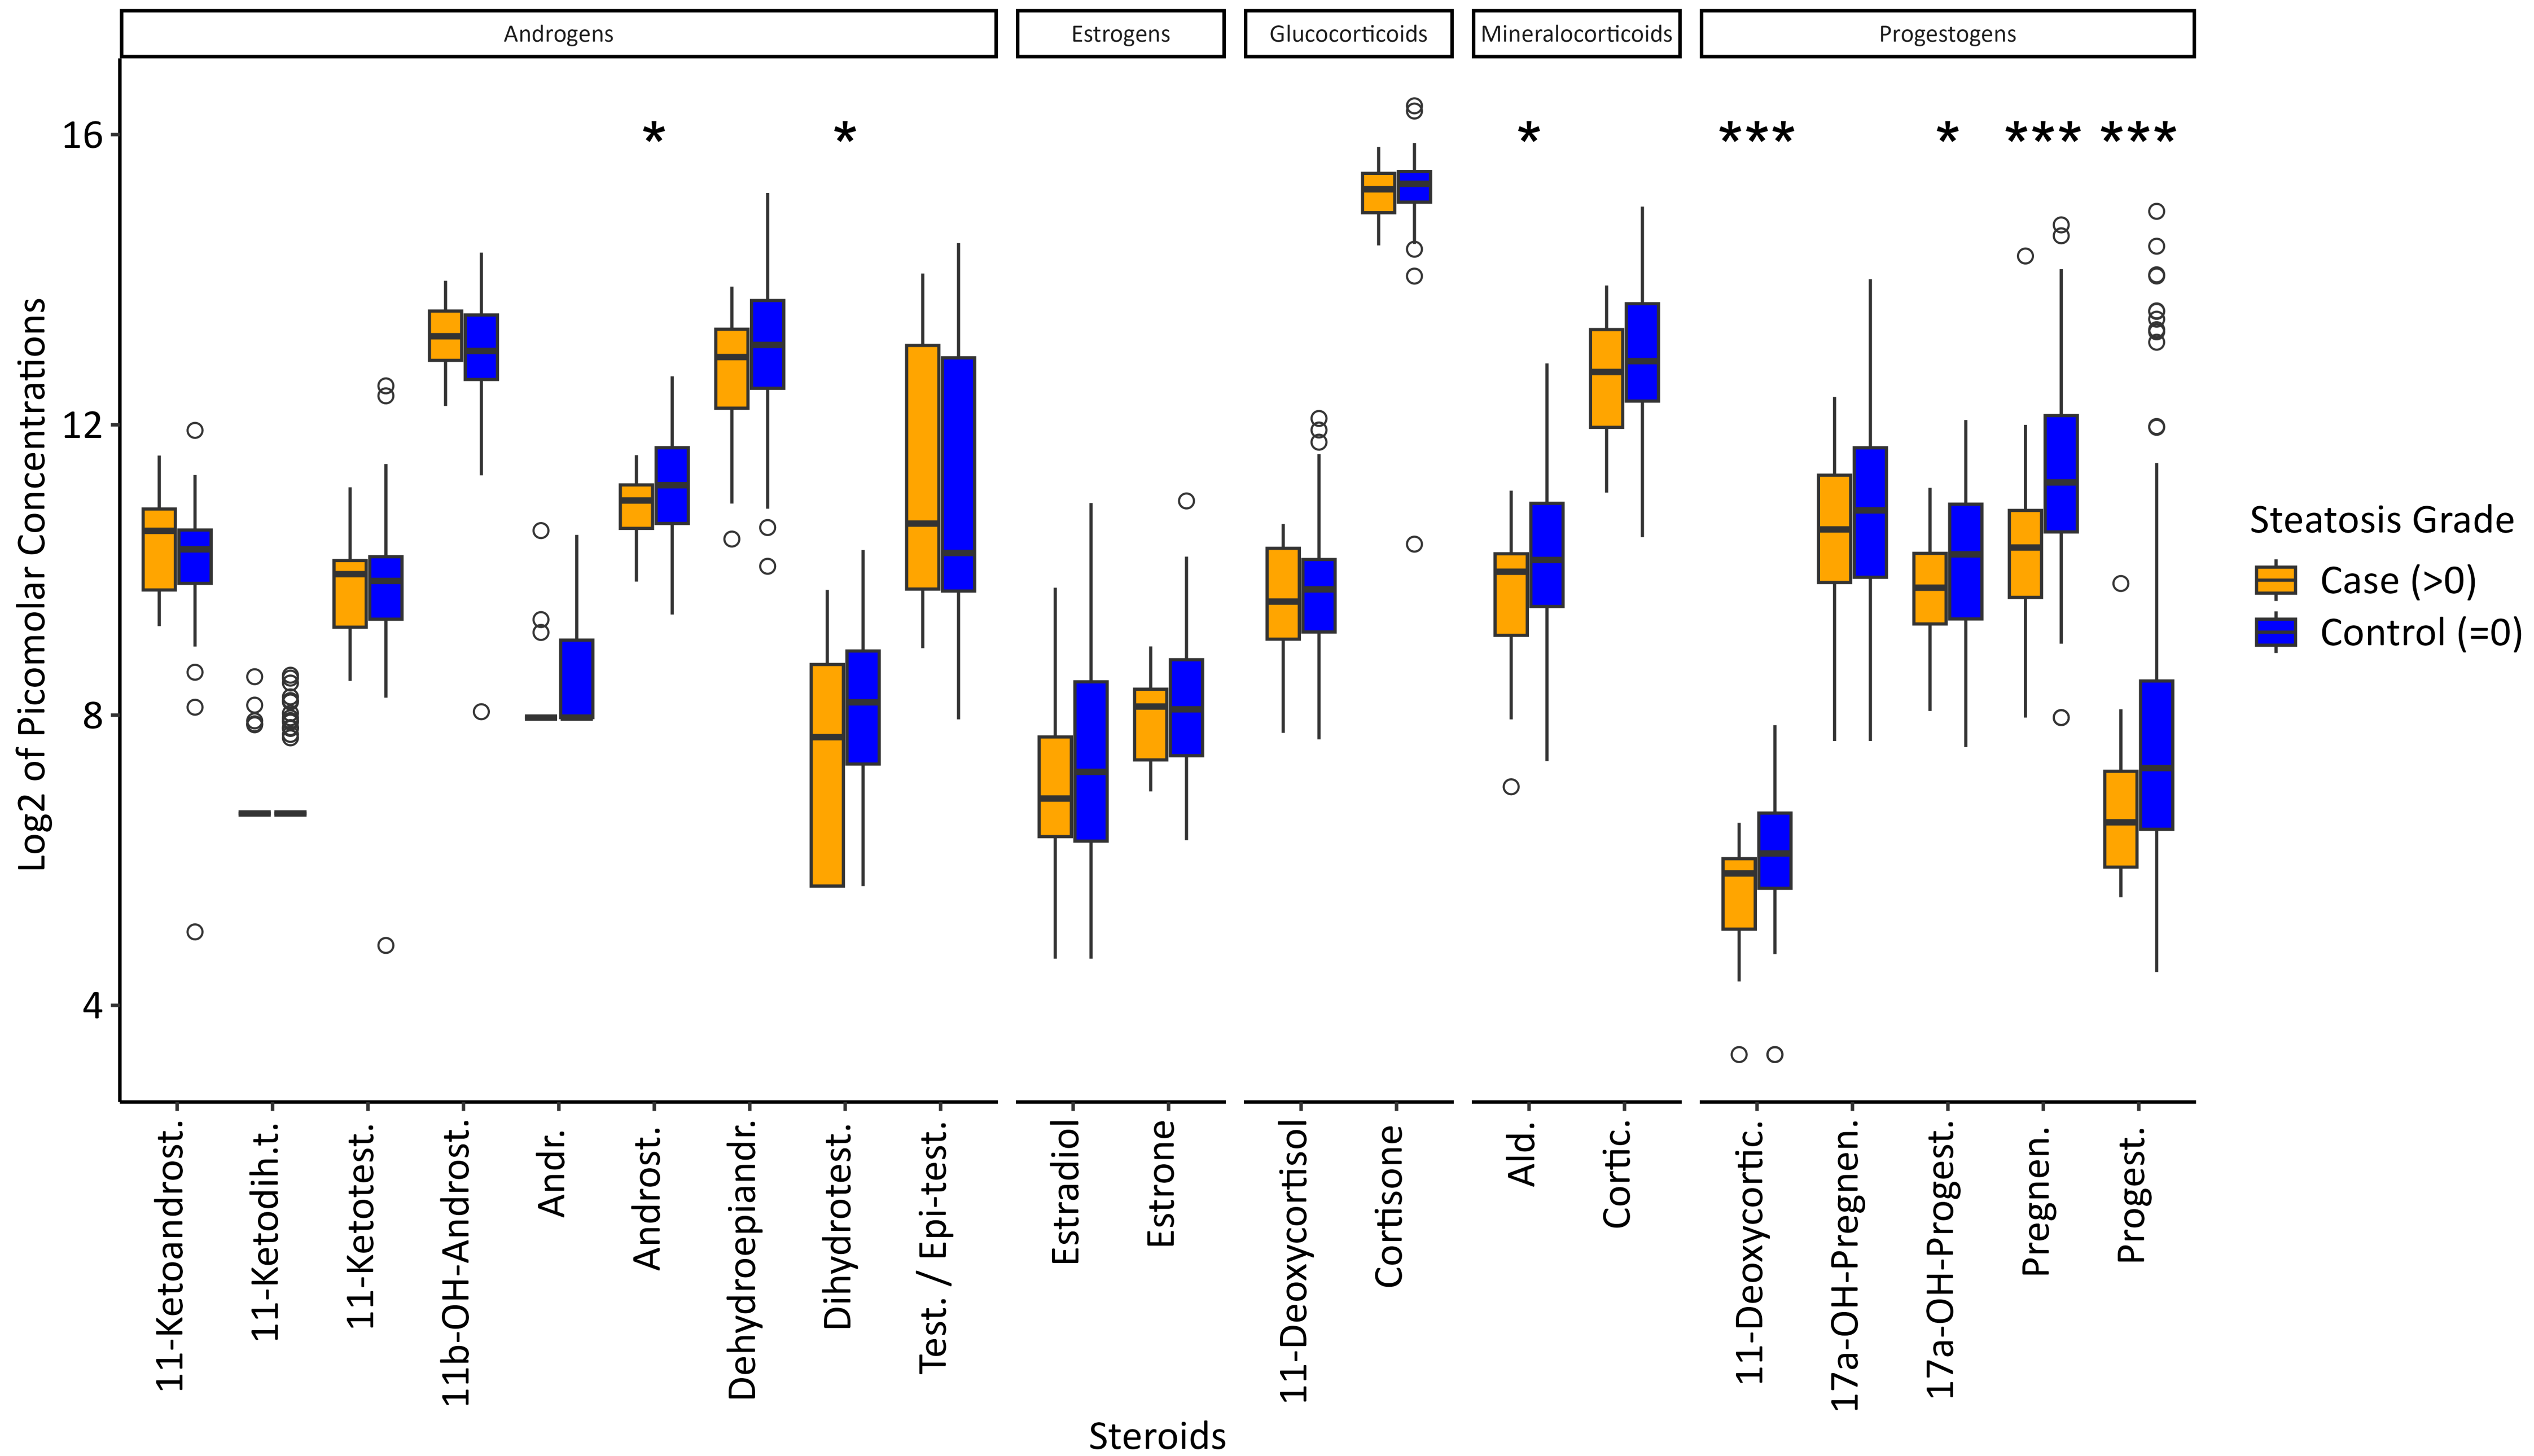 Androgens
Estrogens
Glucocorticoids
Mineralocorticoids
Progestogens
* * * *** * *** ***
16
12
8
4
Log2 of Picomolar Concentrations
11-Ketoandrost.
11-Ketodih.t.
11-Ketotest.
11b-OH-Androst.
Andr.
Androst.
Dehydroepiandr.
Dihydrotest.
Test. / Epi-test.
Estradiol
Estrone
11-Deoxycortisol
Cortisone
Ald.
Cortic.
11-Deoxycortic.
17a-OH-Pregnen.
17a-OH-Progest.
Pregnen.
Progest.
Steroids
Steatosis Grade
Case (>0)
Control (=0)